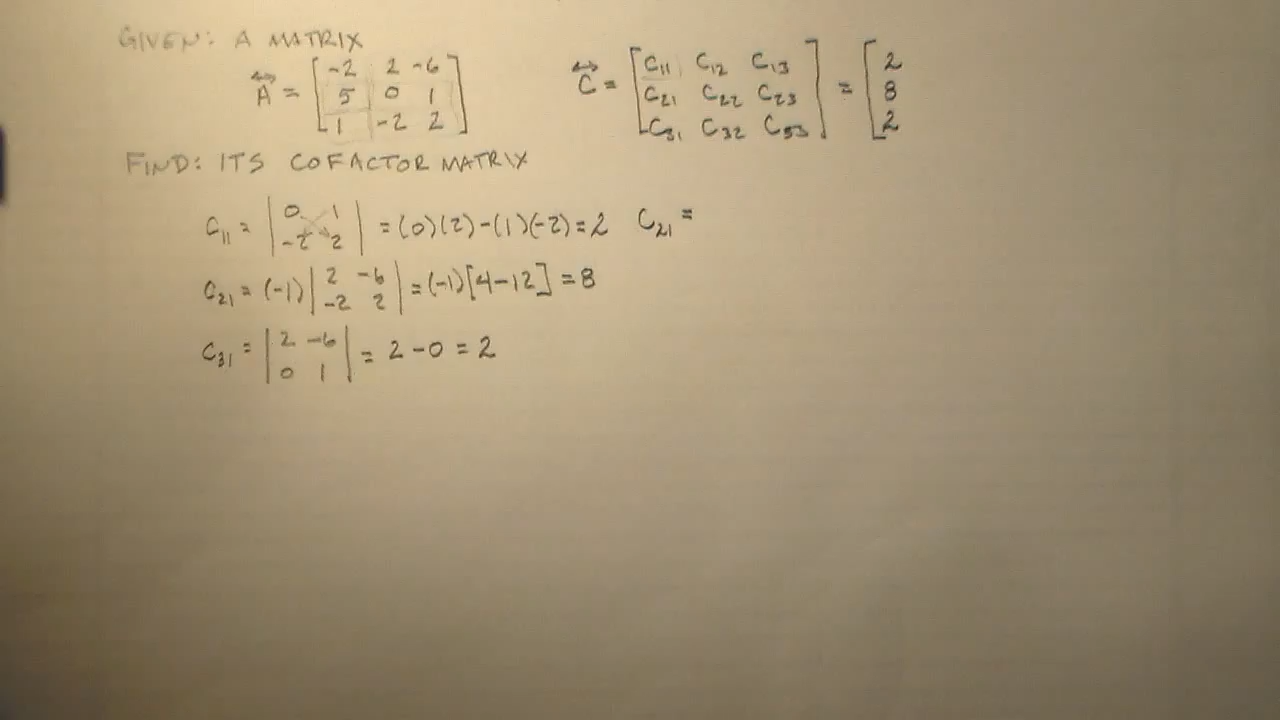 GIVEN: A MATRIX
A = [ -2 2 -6
5 0 1
1 -2 2 ]
C = [ C11 C12 C13
C21 C22 C23
C31 C32 C33 ] = [ 2
8
2
FIND: ITS COFACTOR MATRIX
C11 = | 0 1
-2 2 | = (0)(2)-(1)(-2)=2 C21 =
C21 = (-1) | 2 -6
-2 2 | = (-1)[4-12] = 8
C31 = | 2 -6
0 1 | = 2-0 = 2